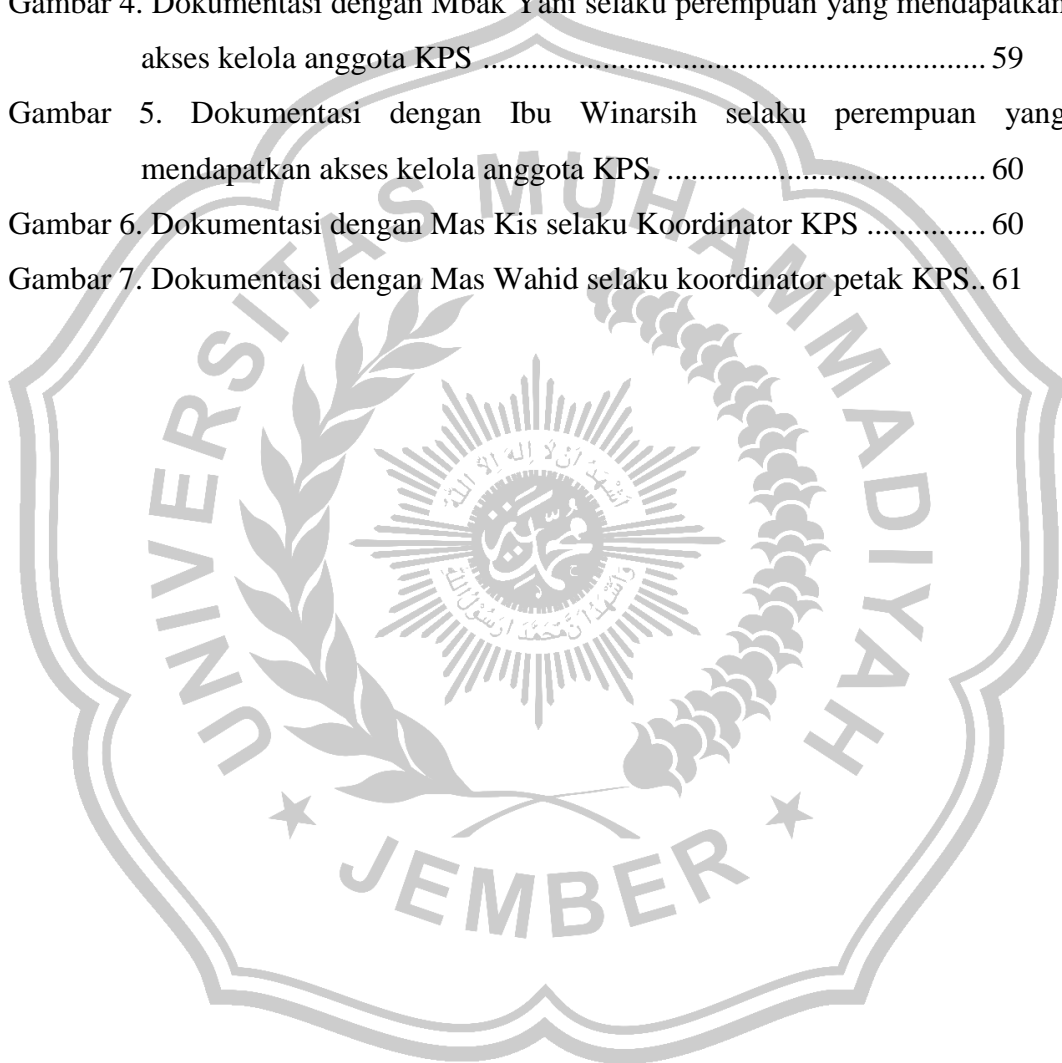 Gambar 4. Dokumentasi dengan Mbak Yani selaku perempuan yang mendapatkan
akses kelola anggota KPS ............................................................... 59
Gambar 5. Dokumentasi dengan Ibu Winarsih selaku perempuan yang
mendapatkan akses kelola anggota KPS. ........................................ 60
Gambar 6. Dokumentasi dengan Mas Kis selaku Koordinator KPS ............... 60
Gambar 7. Dokumentasi dengan Mas Wahid selaku koordinator petak KPS.. 61
UNIVERSITAS MUHAMMADIYAH
JEMBER